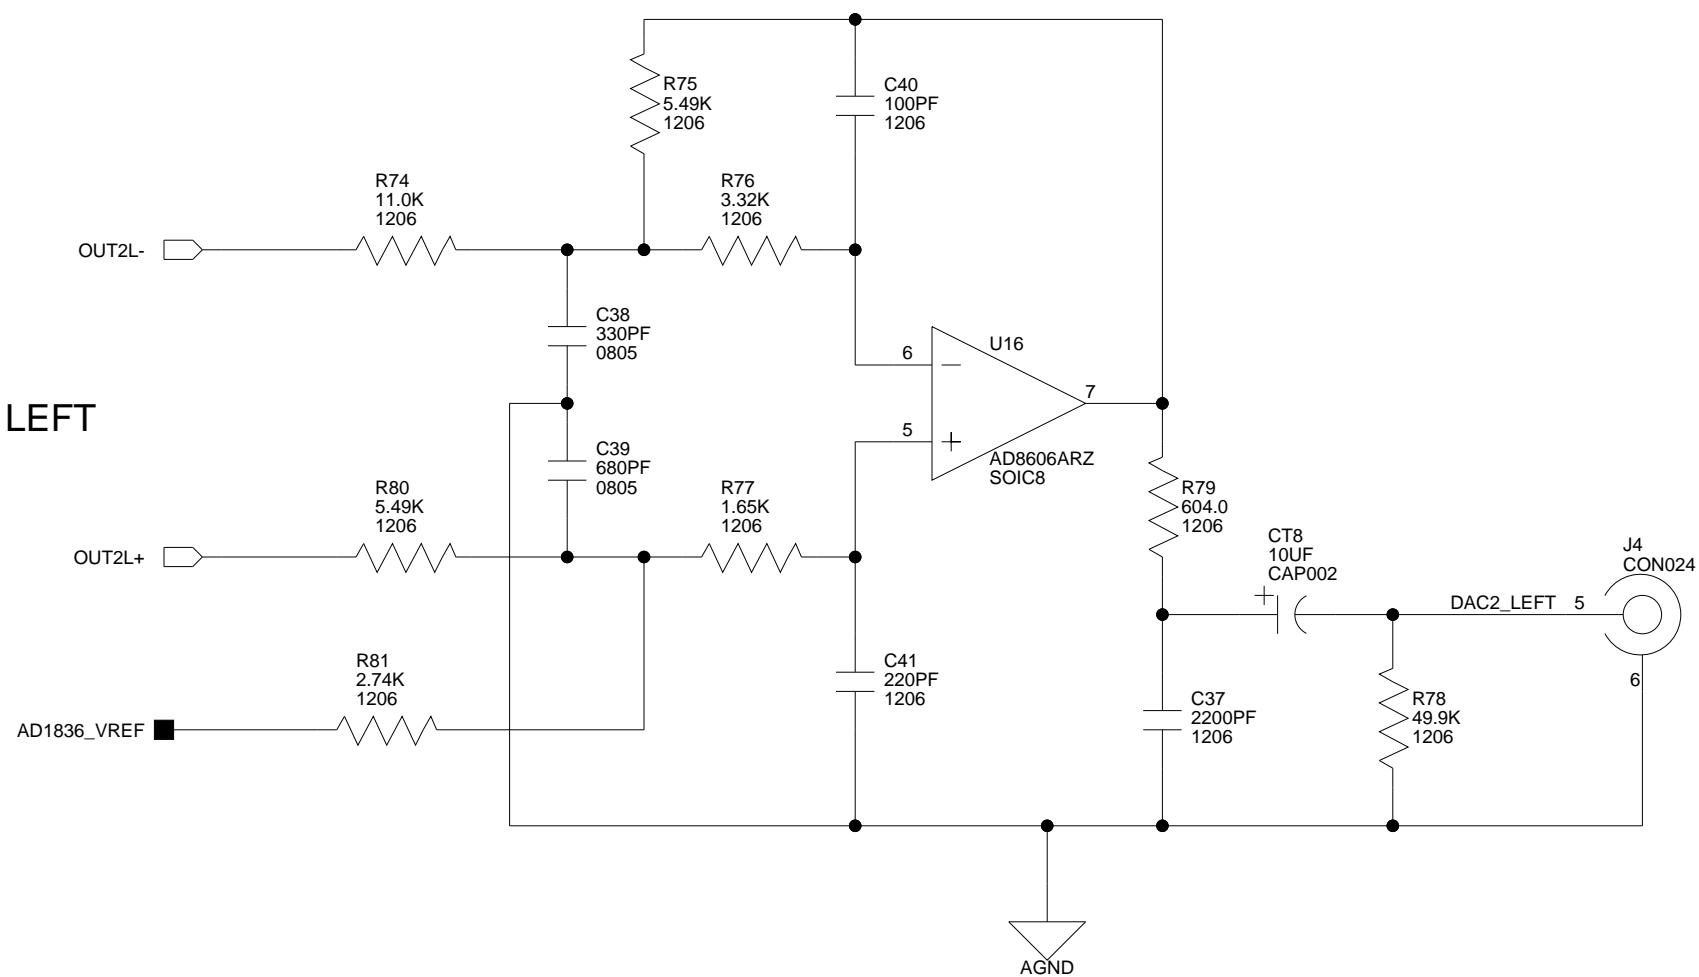 R75
5.49K
1206
C40
100PF
1206
R74
11.0K
1206
R76
3.32K
1206
OUT2L-
C38
330PF
0805
U16
6
7
LEFT
5
AD8606ARZ
SOIC8
C39
680PF
0805
R80
5.49K
1206
R77
1.65K
1206
R79
604.0
1206
OUT2L+
CT8
10UF
CAP002
J4
CON024
DAC2_LEFT
5
R81
2.74K
1206
C41
220PF
1206
6
C37
2200PF
1206
R78
49.9K
1206
AD1836_VREF
AGND